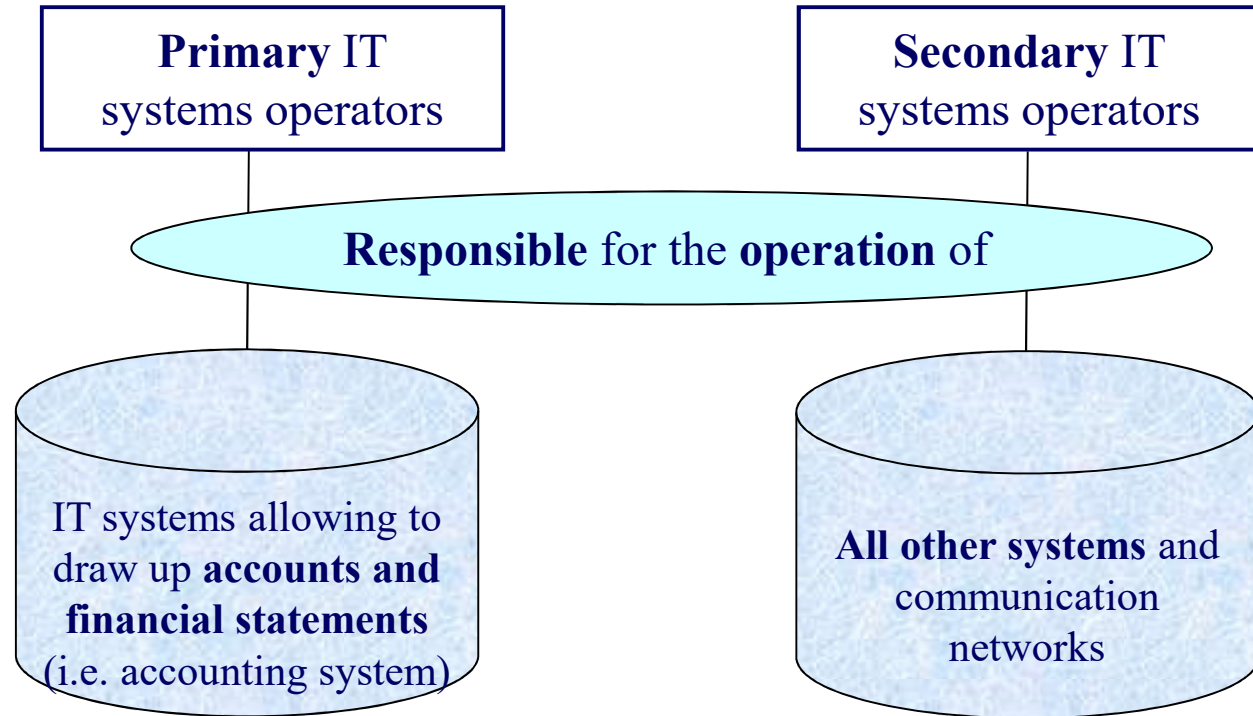 Primary IT
systems operators
Secondary IT
systems operators
Responsible for the operation of
IT systems allowing to
draw up accounts and
financial statements
(i.e. accounting system)
All other systems and
communication
networks